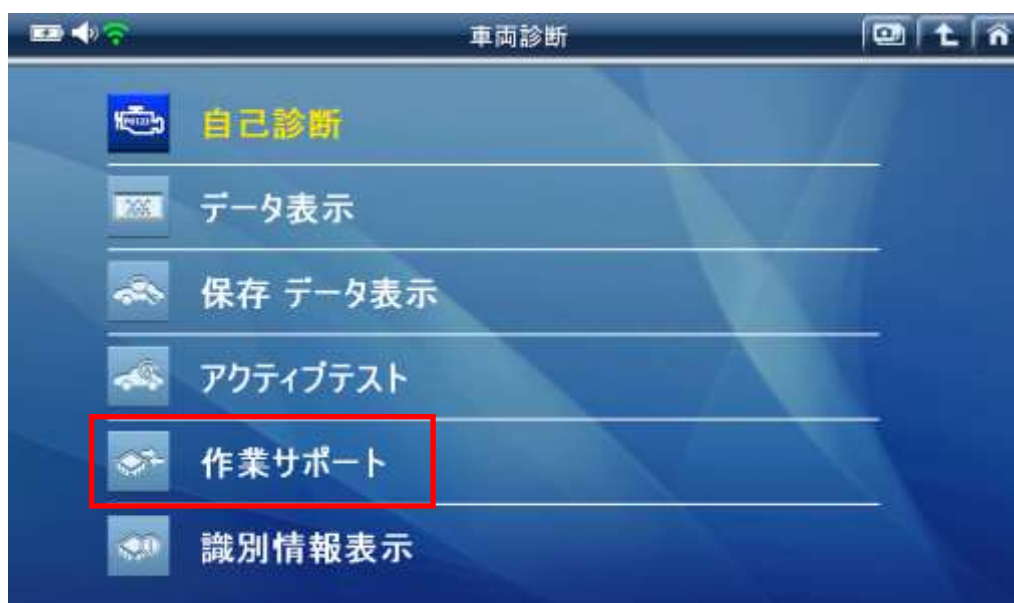 車両診断
自己診断
データ表示
保存 データ表示
アクティブテスト
作業サポート
識別情報表示